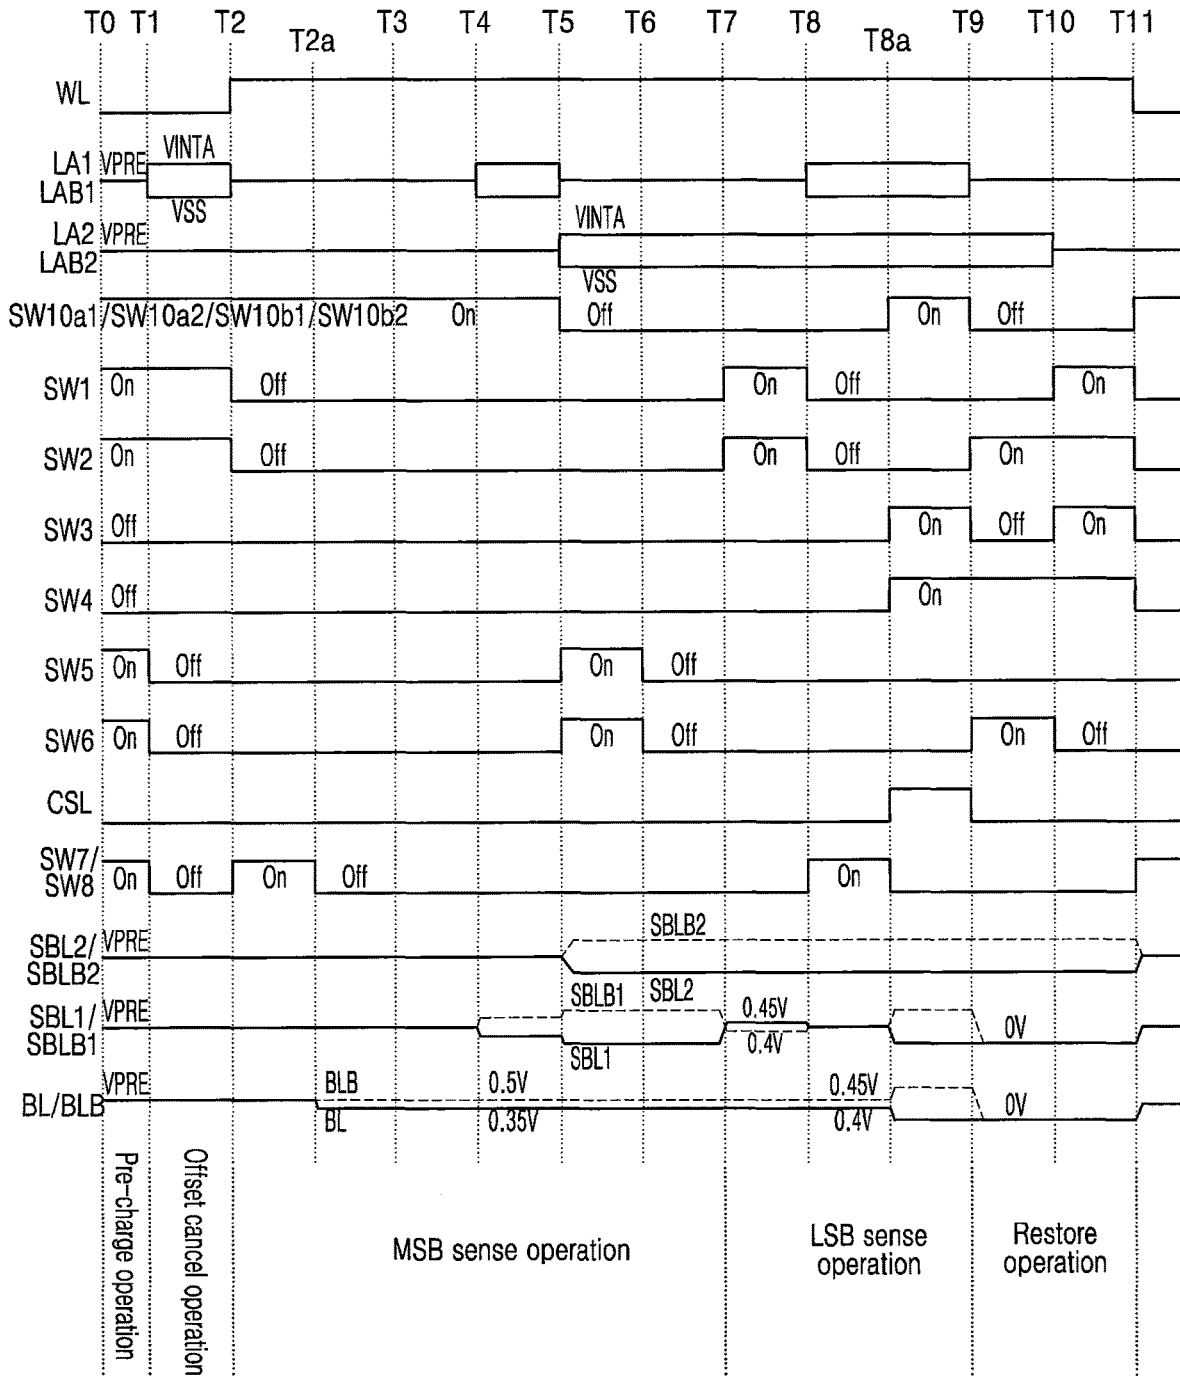 T0 T1 T2 T2a T3 T4 T5 T6 T7 T8 T8a T9 T10 T11
WL
LA1 VPRE VINTA
LAB1 VSS
LA2 VPRE VINTA
LAB2 VSS
SW10a1/SW10a2/SW10b1/SW10b2 On Off On Off
SW1 On Off On Off On
SW2 On Off On Off On
SW3 Off On Off On
SW4 Off On
SW5 On Off On Off
SW6 On Off On Off On Off
CSL
SW7/
SW8 On Off On Off On
SBL2/ VPRE SBLB2
SBLB2
SBL1/ VPRE SBLB1 SBL2 0.45V 0V
SBLB1 SBL1 0.4V
VPRE BLB 0.5V 0.45V
BL/BLB 0V
BL 0.35V 0.4V
Pre-charge operation
Offset cancel operation
MSB sense operation
LSB sense
operation
Restore
operation